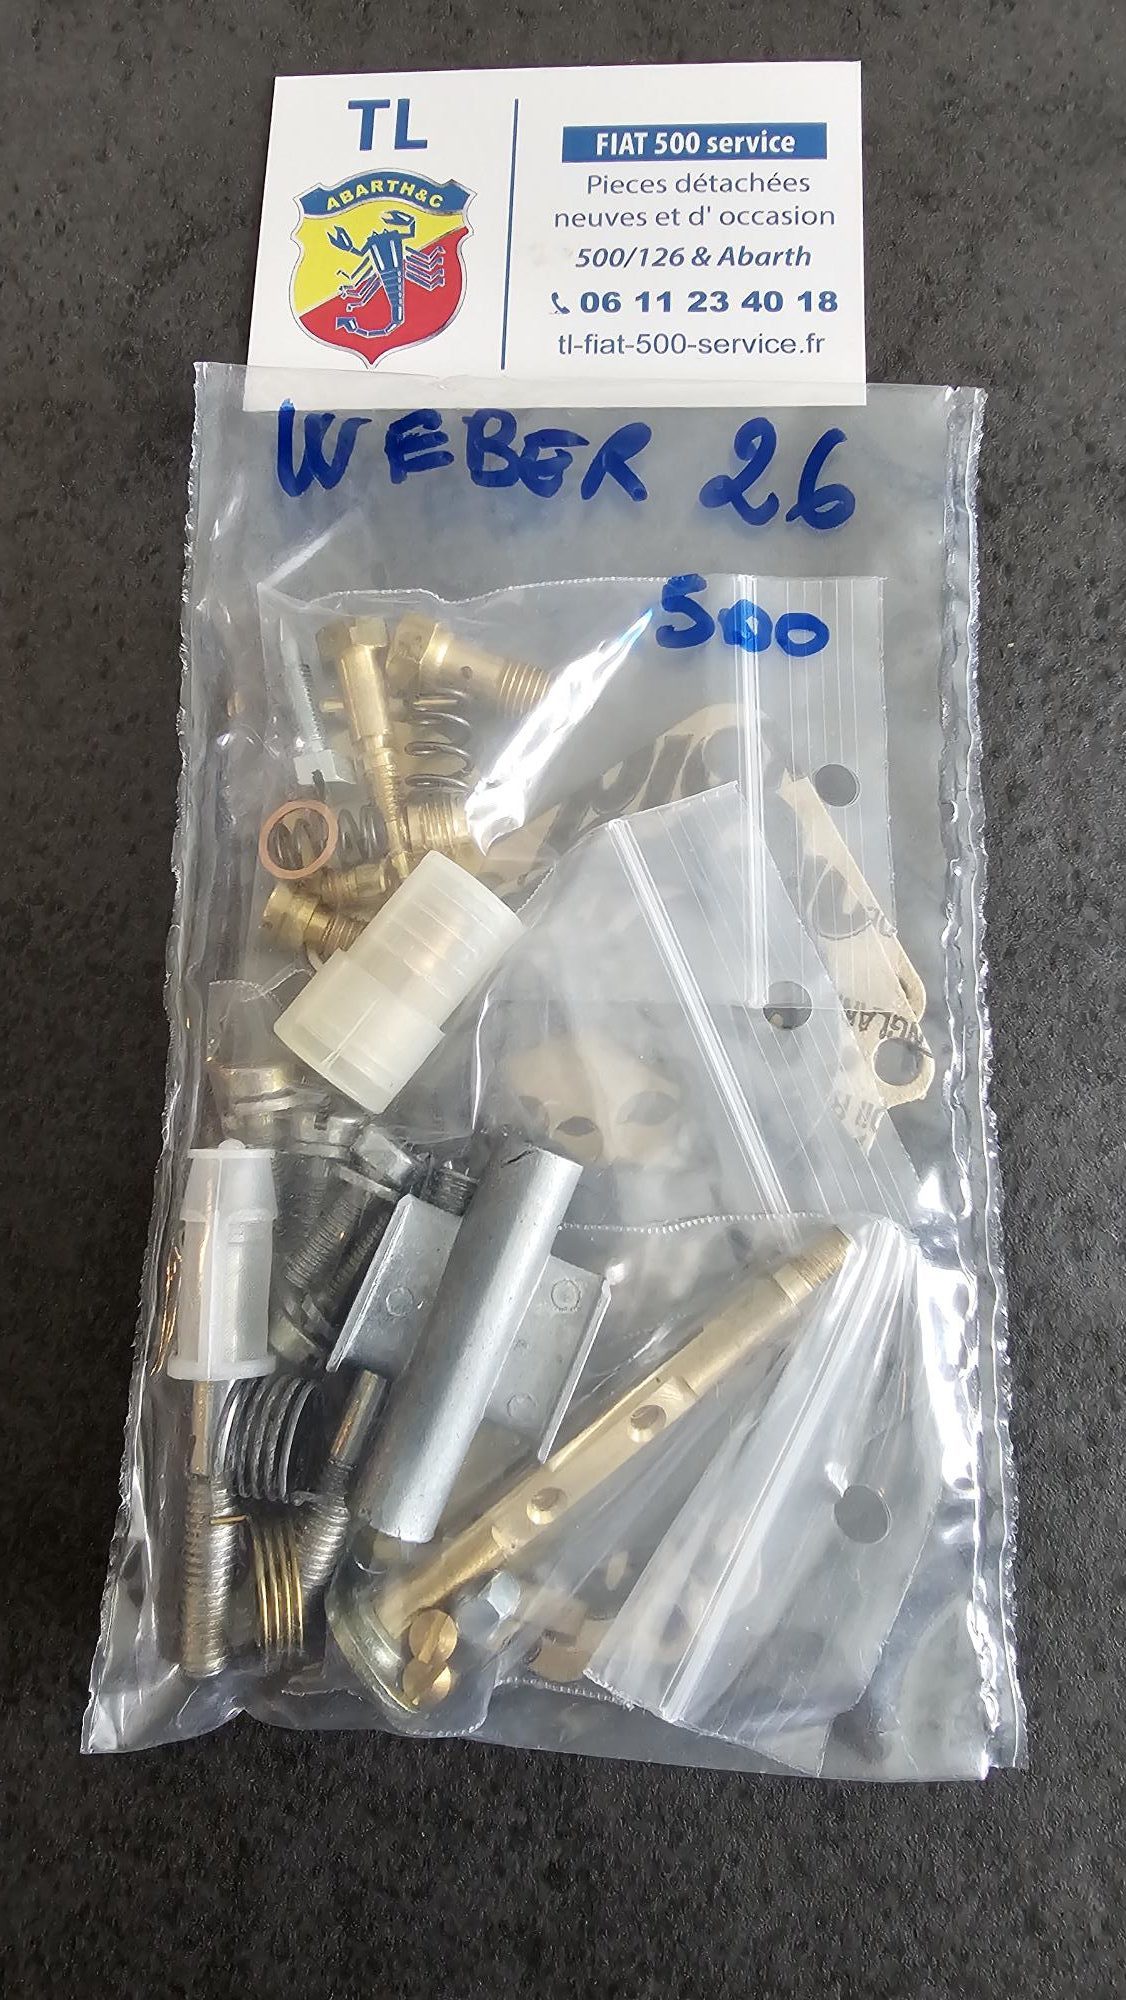 TL
ABARTH&C
FIAT 500 service
Pieces détachées
neuves et d' occasion
500/126 & Abarth
06 11 23 40 18
tl-fiat-500-service.fr
WEBER 26
500